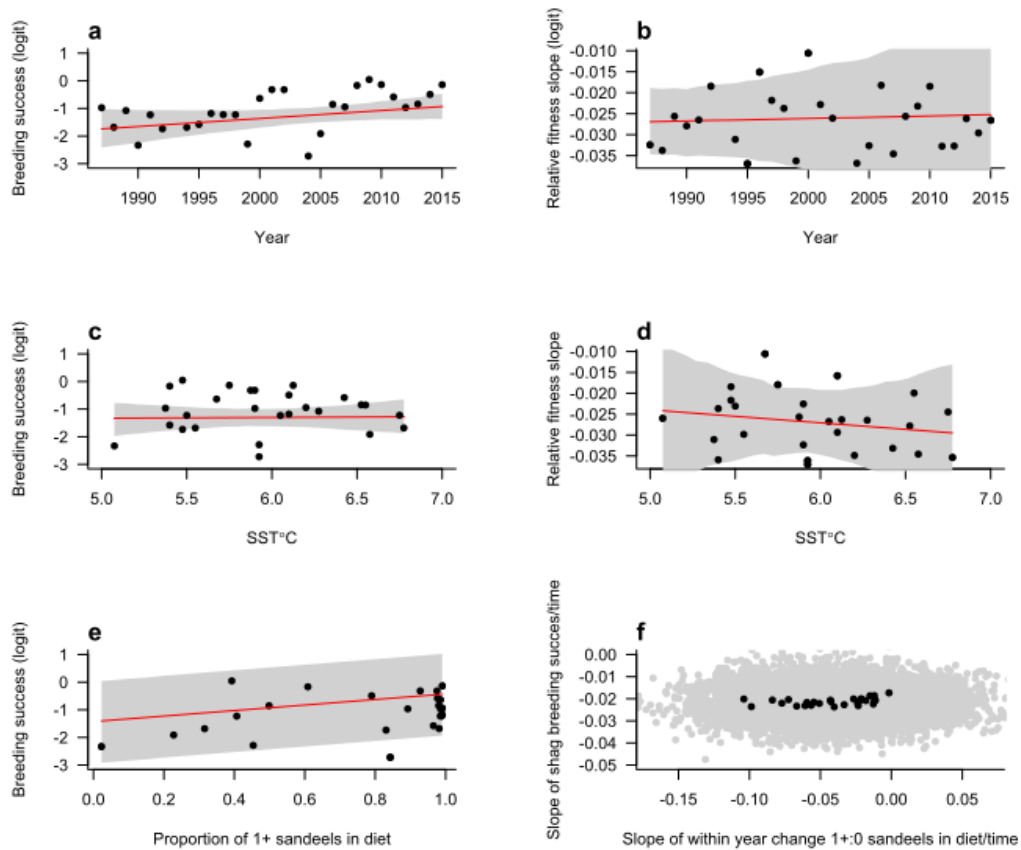 a
Breeding success (logit)
1
0
-1
-2
-3
1990 1995 2000 2005 2010 2015
Year
b
Relative fitness slope (logit)
-0.010
-0.015
-0.020
-0.025
-0.030
-0.035
1990 1995 2000 2005 2010 2015
Year
c
Breeding success (logit)
1
0
-1
-2
-3
5.0 5.5 6.0 6.5 7.0
SST°C
d
Relative fitness slope
-0.010
-0.015
-0.020
-0.025
-0.030
-0.035
5.0 5.5 6.0 6.5 7.0
SST°C
e
Breeding success (logit)
1
0
-1
-2
-3
0.0 0.2 0.4 0.6 0.8 1.0
Proportion of 1+ sandeels in diet
f
Slope of shag breeding succes/time
0.00
-0.01
-0.02
-0.03
-0.04
-0.05
-0.15 -0.10 -0.05 0.00 0.05
Slope of within year change 1+:0 sandeels in diet/time